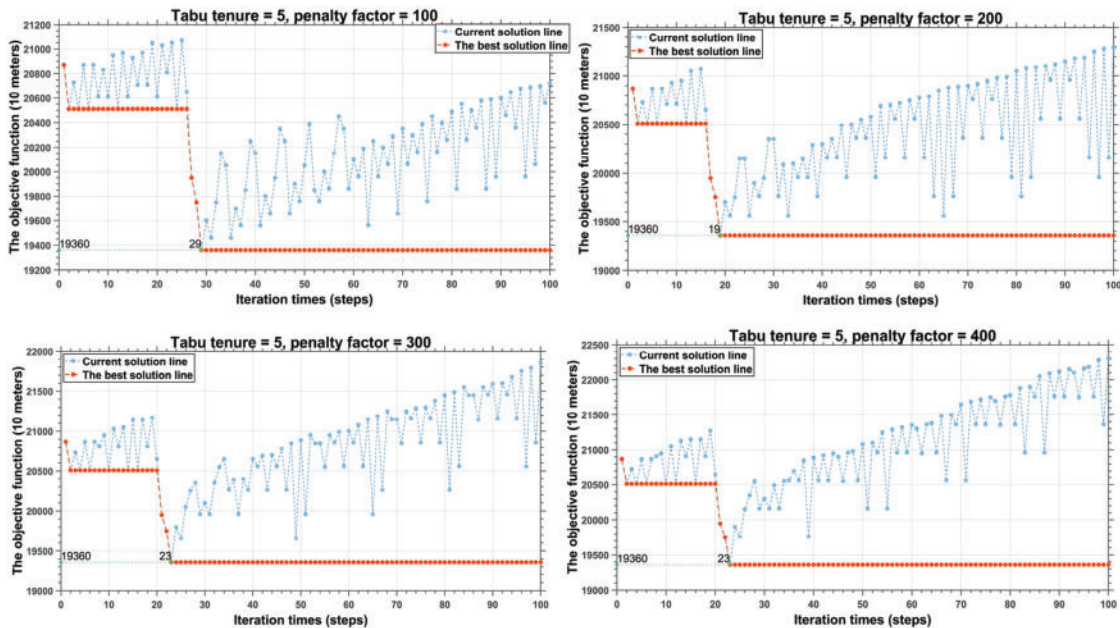 Tabu tenure = 5, penalty factor = 100
The objective function (10 meters)
21200
21000
20800
20600
20400
20200
20000
19800
19600
19400
19200
Current solution line
The best solution line
19360
29
0 10 20 30 40 50 60 70 80 90 100
Iteration times (steps)
Tabu tenure = 5, penalty factor = 200
The objective function (10 meters)
21500
21000
20500
20000
19500
19000
Current solution line
The best solution line
19360
19
0 10 20 30 40 50 60 70 80 90 100
Iteration times (steps)
Tabu tenure = 5, penalty factor = 300
The objective function (10 meters)
22000
21500
21000
20500
20000
19500
19000
Current solution line
The best solution line
19360
23
0 10 20 30 40 50 60 70 80 90 100
Iteration times (steps)
Tabu tenure = 5, penalty factor = 400
The objective function (10 meters)
22500
22000
21500
21000
20500
20000
19500
19000
Current solution line
The best solution line
19360
23
0 10 20 30 40 50 60 70 80 90 100
Iteration times (steps)